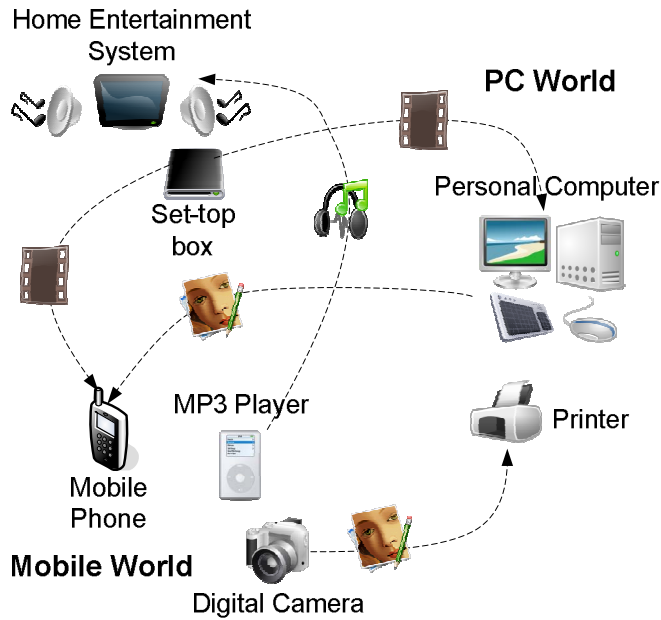 Home Entertainment
System
PC World
Personal Computer
Set-top
box
MP3 Player
Printer
Mobile
Phone
Mobile World
Digital Camera